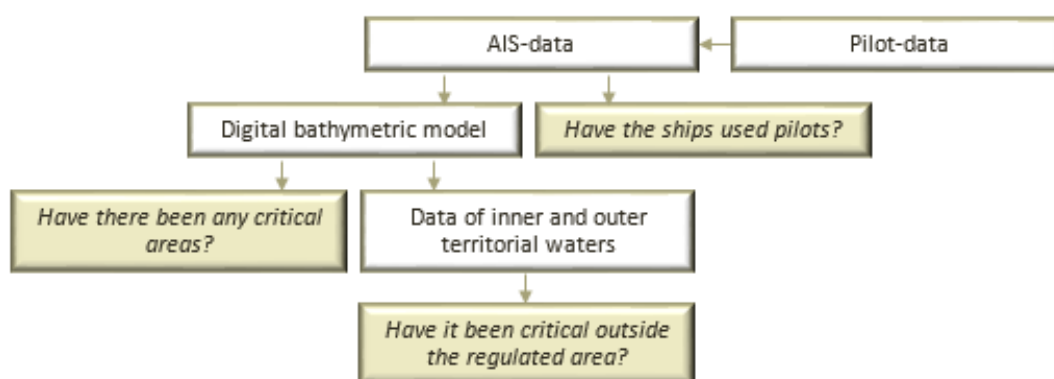 AIS-data
Pilot-data
Digital bathymetric model
Have the ships used pilots?
Have there been any critical
areas?
Data of inner and outer
territorial waters
Have it been critical outside
the regulated area?